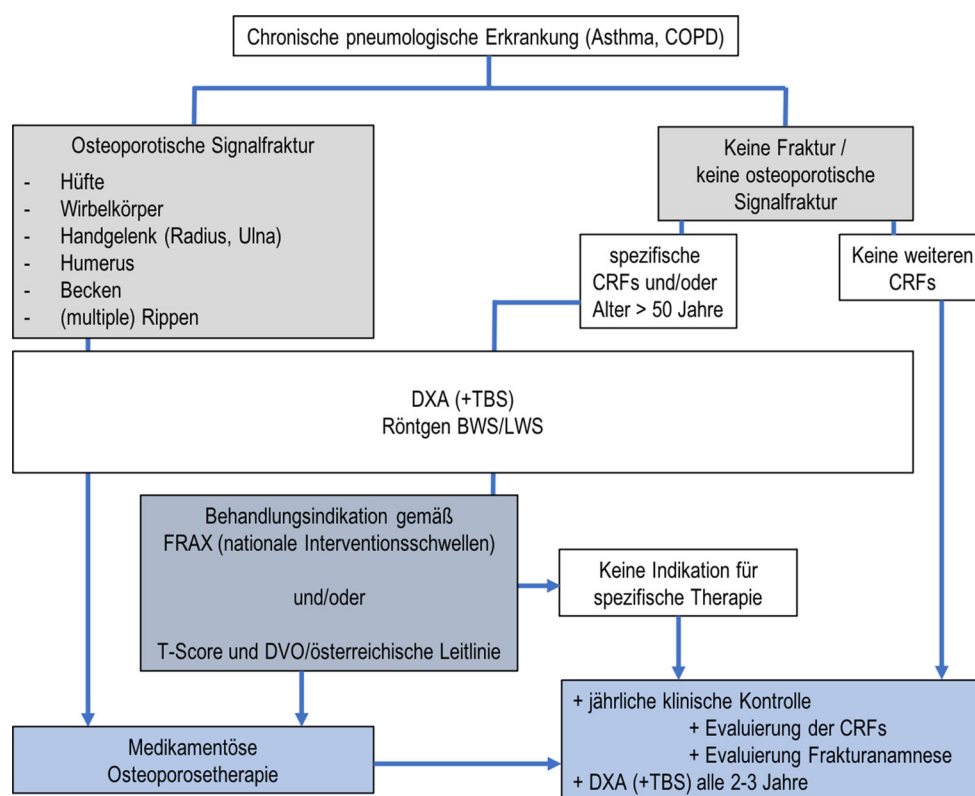 Chronische pneumologische Erkrankung (Asthma, COPD)
Osteoporotische Signalfraktur
- Hüfte
- Wirbelkörper
- Handgelenk (Radius, Ulna)
- Humerus
- Becken
- (multiple) Rippen
Keine Fraktur /
keine osteoporotische
Signalfraktur
spezifische
CRFs und/oder
Alter > 50 Jahre
Keine weiteren
CRFs
DXA (+TBS)
Röntgen BWS/LWS
Behandlungsindikation gemäß
FRAX (nationale Interventionsschwellen)
und/oder
T-Score und DVO/österreichische Leitlinie
Keine Indikation für
spezifische Therapie
Medikamentöse
Osteoporosetherapie
+ jährliche klinische Kontrolle
+ Evaluierung der CRFs
+ Evaluierung Frakturanamnese
+ DXA (+TBS) alle 2-3 Jahre